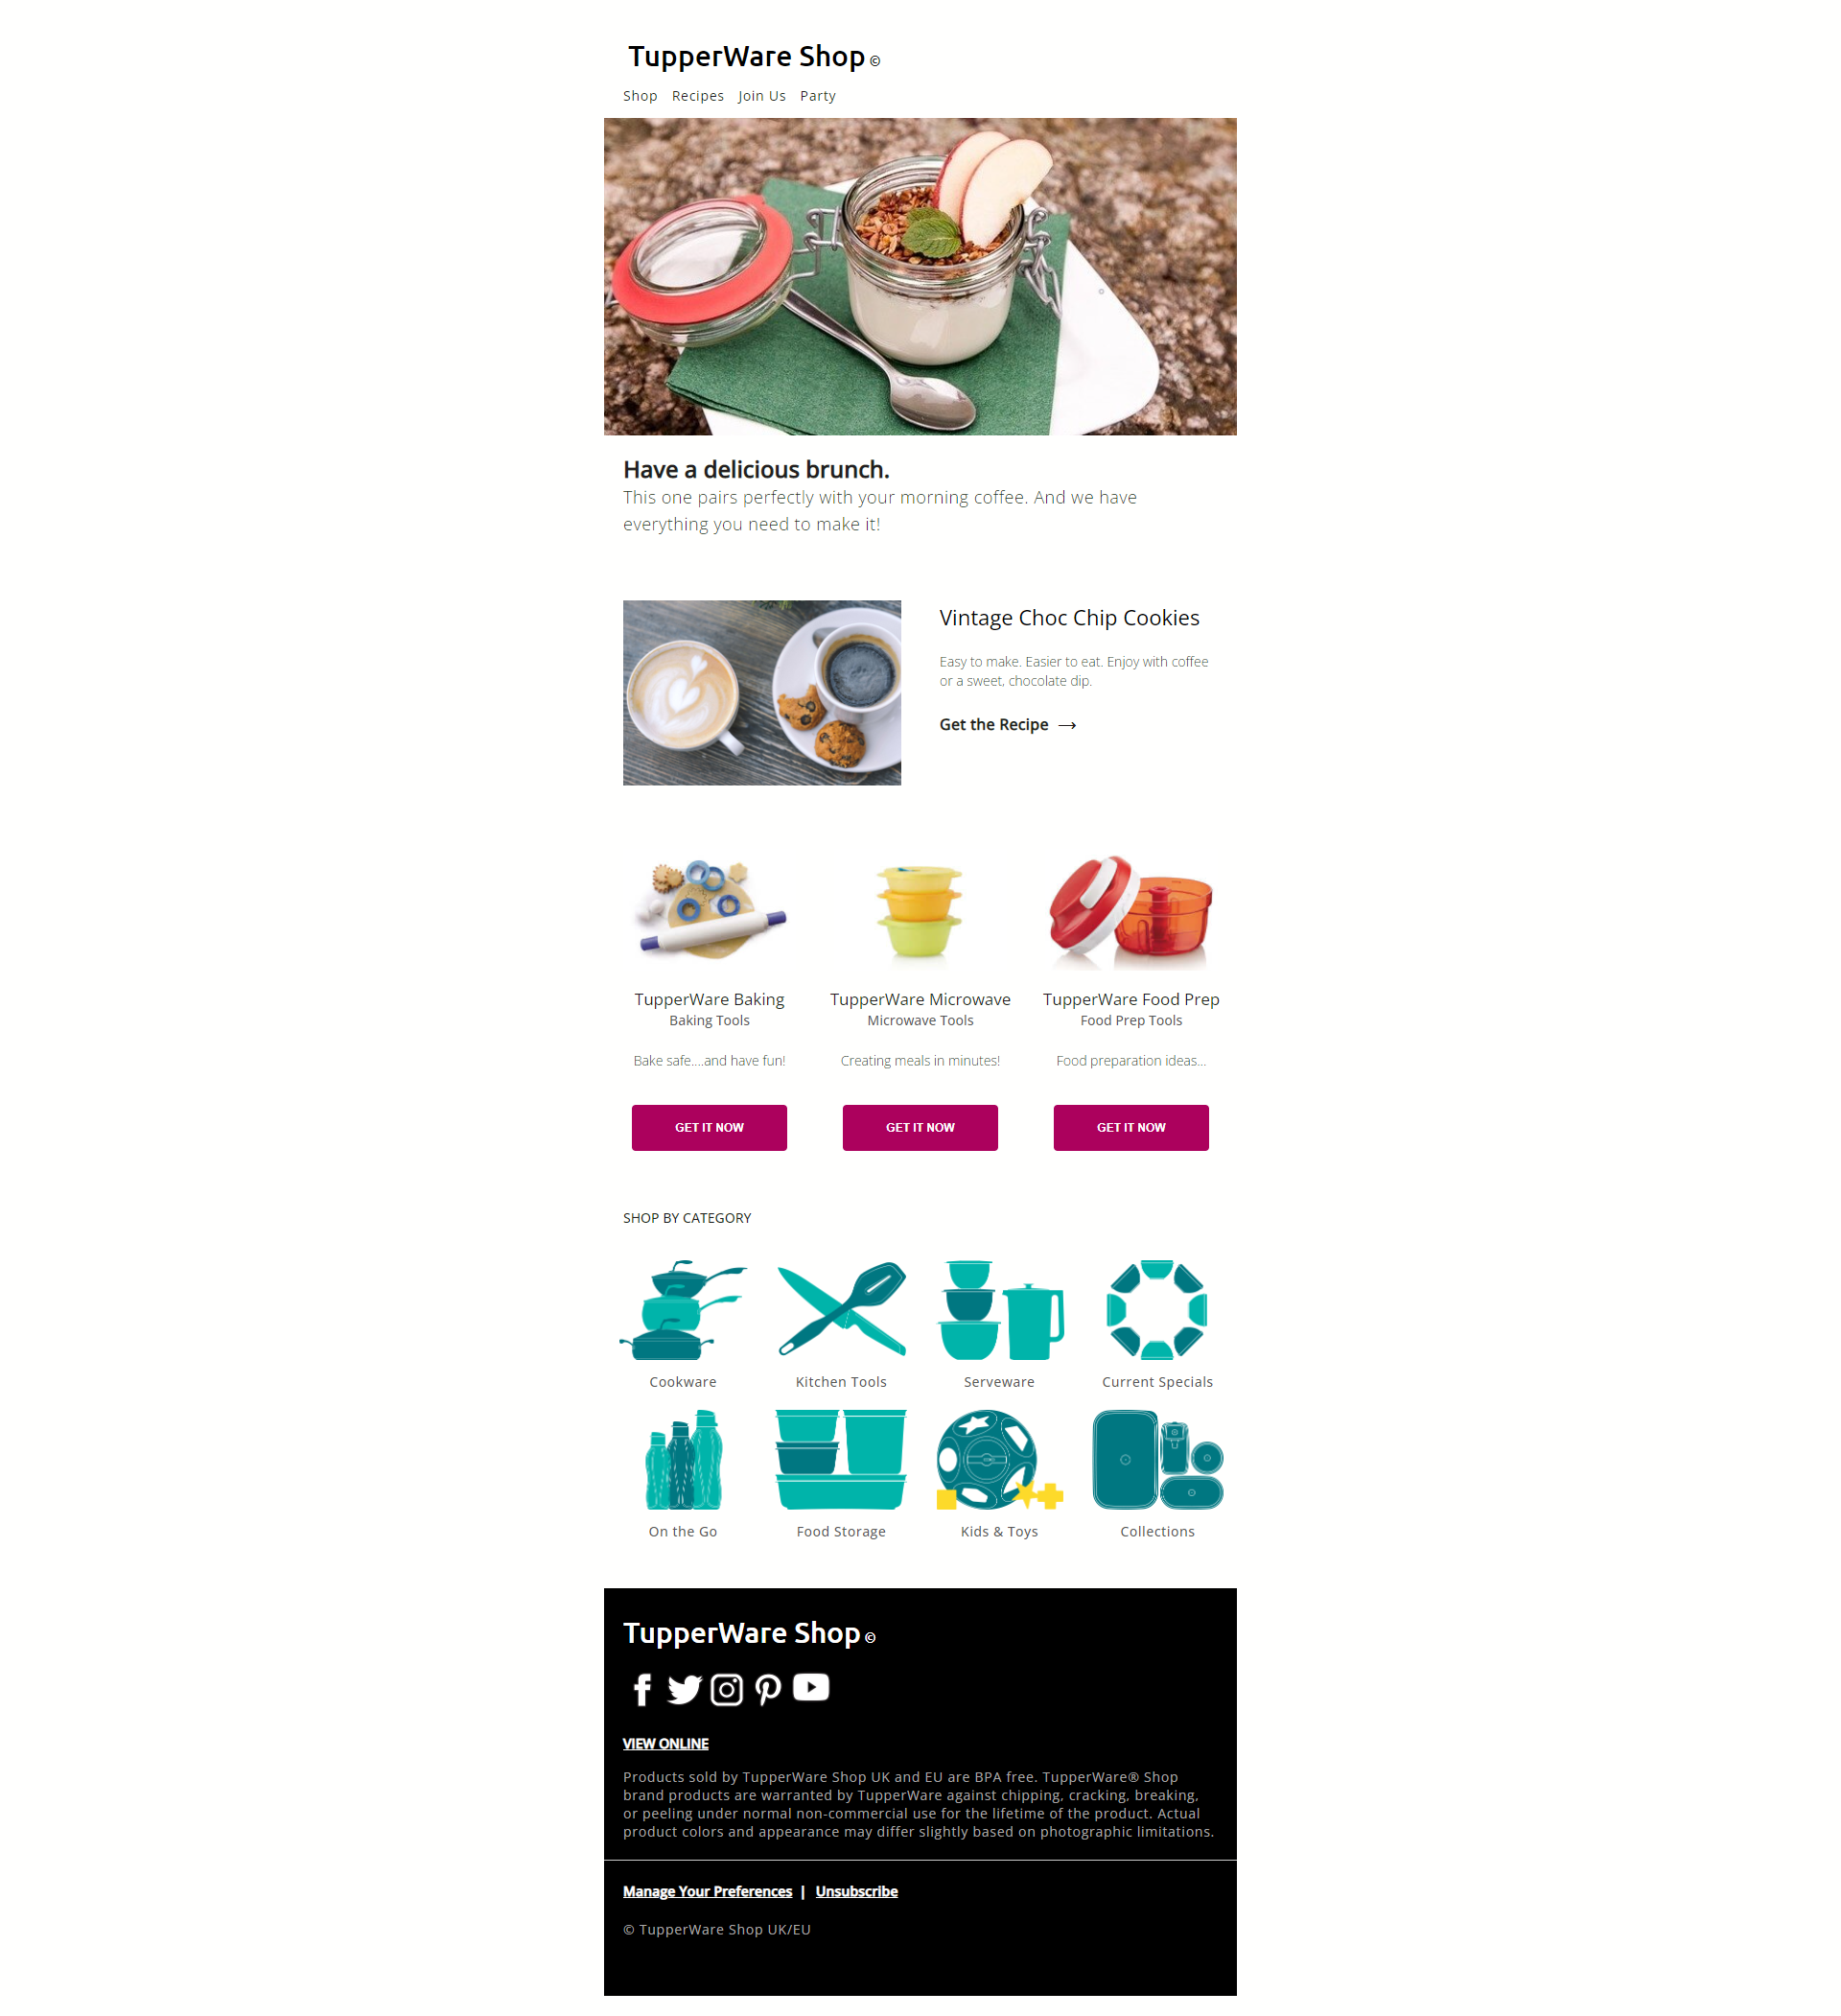 TupperWare Shop ©
Shop Recipes Join Us Party
Have a delicious brunch.
This one pairs perfectly with your morning coffee. And we have
everything you need to make it!
Vintage Choc Chip Cookies
Easy to make. Easier to eat. Enjoy with coffee
or a sweet, chocolate dip.
Get the Recipe →
TupperWare Baking
Baking Tools
Bake safe....and have fun!
GET IT NOW
TupperWare Microwave
Microwave Tools
Creating meals in minutes!
GET IT NOW
TupperWare Food Prep
Food Prep Tools
Food preparation ideas...
GET IT NOW
SHOP BY CATEGORY
Cookware
Kitchen Tools
Serveware
Current Specials
On the Go
Food Storage
Kids & Toys
Collections
TupperWare Shop ©
VIEW ONLINE
Products sold by TupperWare Shop UK and EU are BPA free. TupperWare® Shop
brand products are warranted by TupperWare against chipping, cracking, breaking,
or peeling under normal non-commercial use for the lifetime of the product. Actual
product colors and appearance may differ slightly based on photographic limitations.
Manage Your Preferences | Unsubscribe
© TupperWare Shop UK/EU